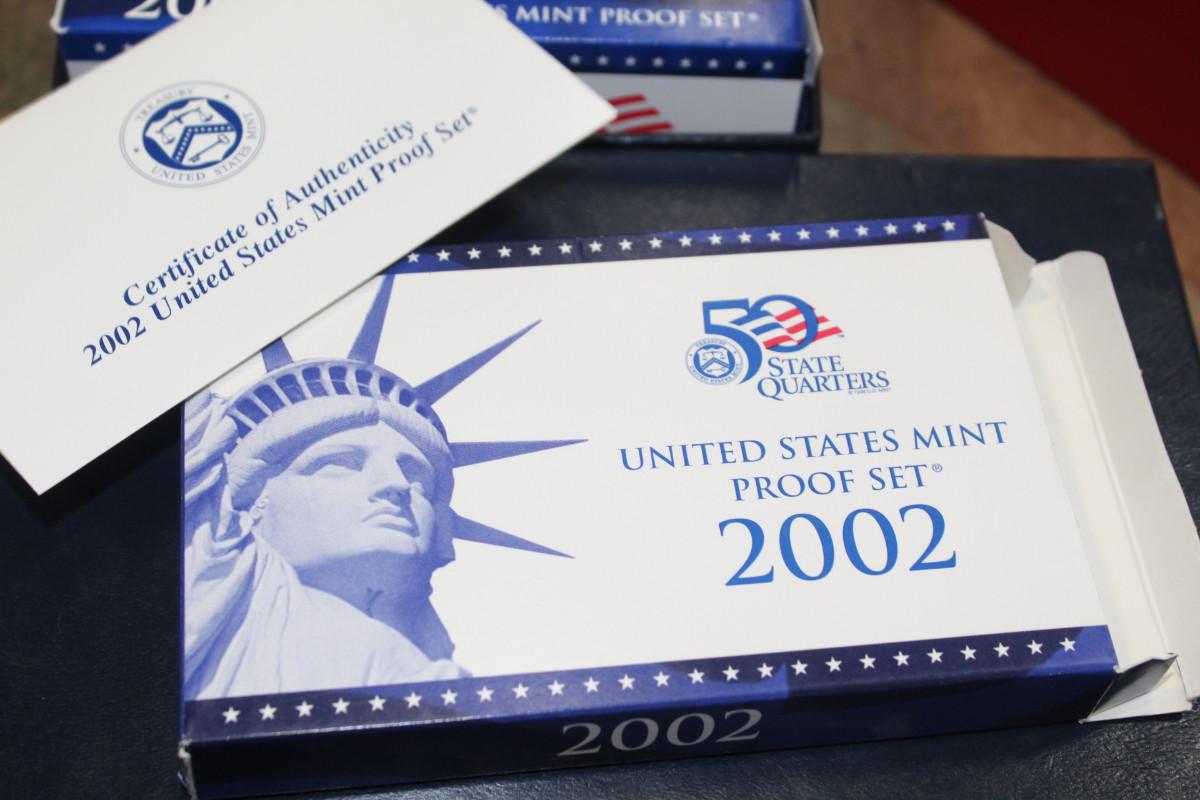 20
S MINT PROOF SET®
TREASURY
UNITED STATES MINT
Certificate of Authenticity
2002 United States Mint Proof Set®
50
STATE
QUARTERS
UNITED STATES MINT
PROOF SET®
2002
2002